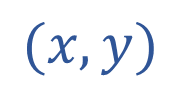 (x, y)